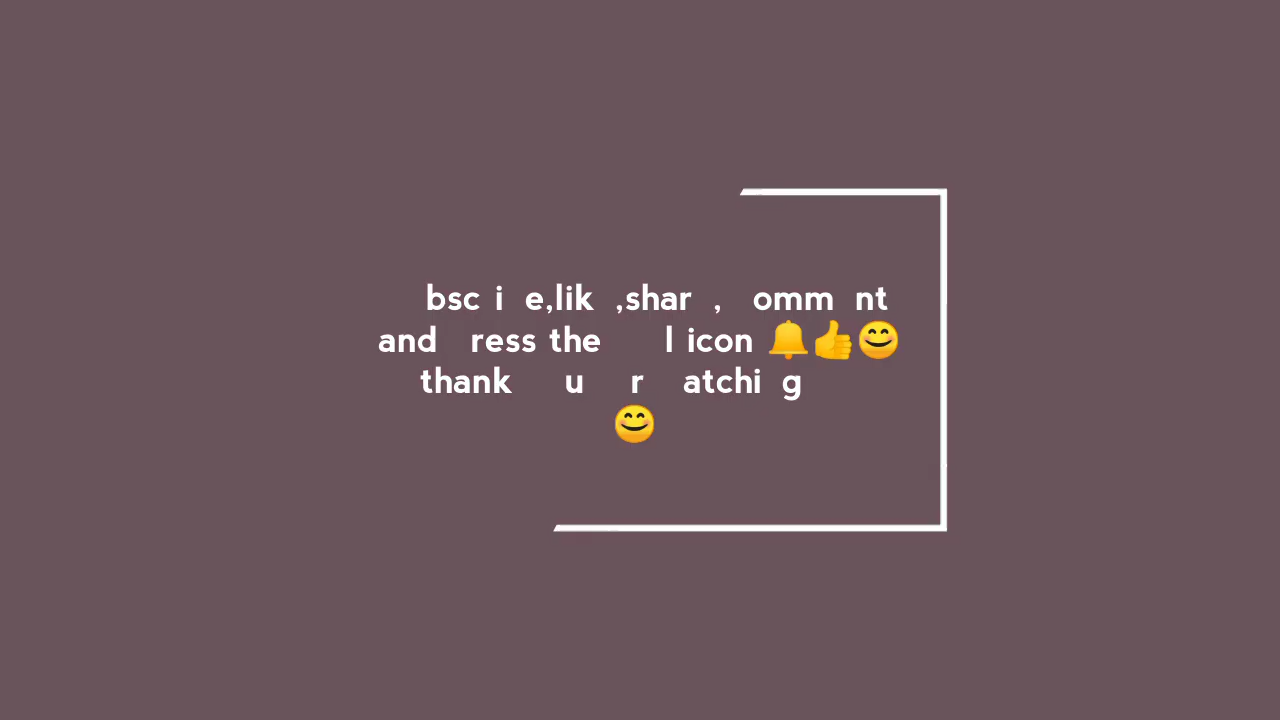 bsc i e,lik ,shar , omm nt
and ress the l icon 🔔👍😊
thank u r atchi g
😊